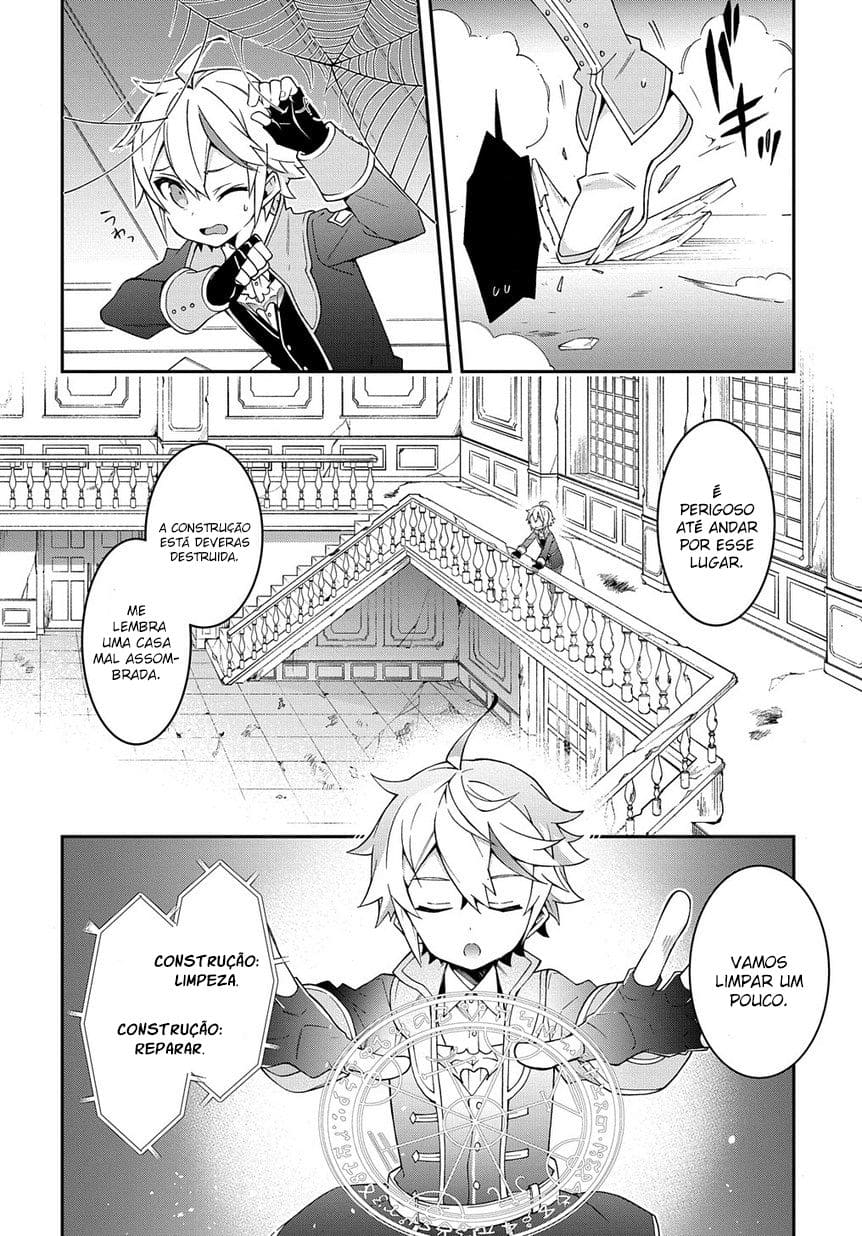 バキッ
うわっ
É
PERIGOSO
ATÉ ANDAR
POR ESSE
LUGAR.
A CONSTRUÇÃO
ESTÁ DEVERAS
DESTRUIDA.
ME
LEMBRA
UMA CASA
MAL ASSOM-
BRADA.
VAMOS
LIMPAR UM
POUCO.
CONSTRUÇÃO:
LIMPEZA.
CONSTRUÇÃO:
REPARAR.